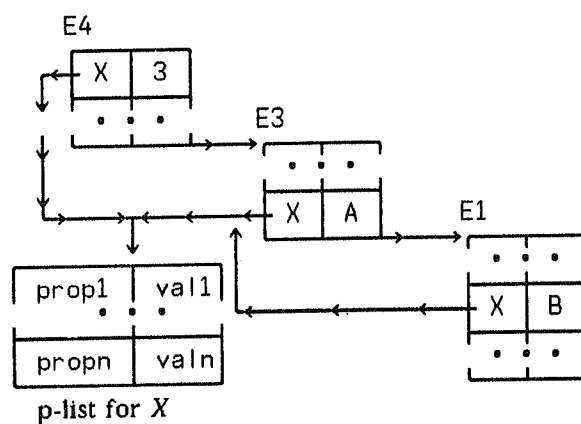 E4
X 3
• • •
E3
• • •
X A
E1
• • •
X B
• • •
prop1 val1
• • •
propn valn
p-list for X